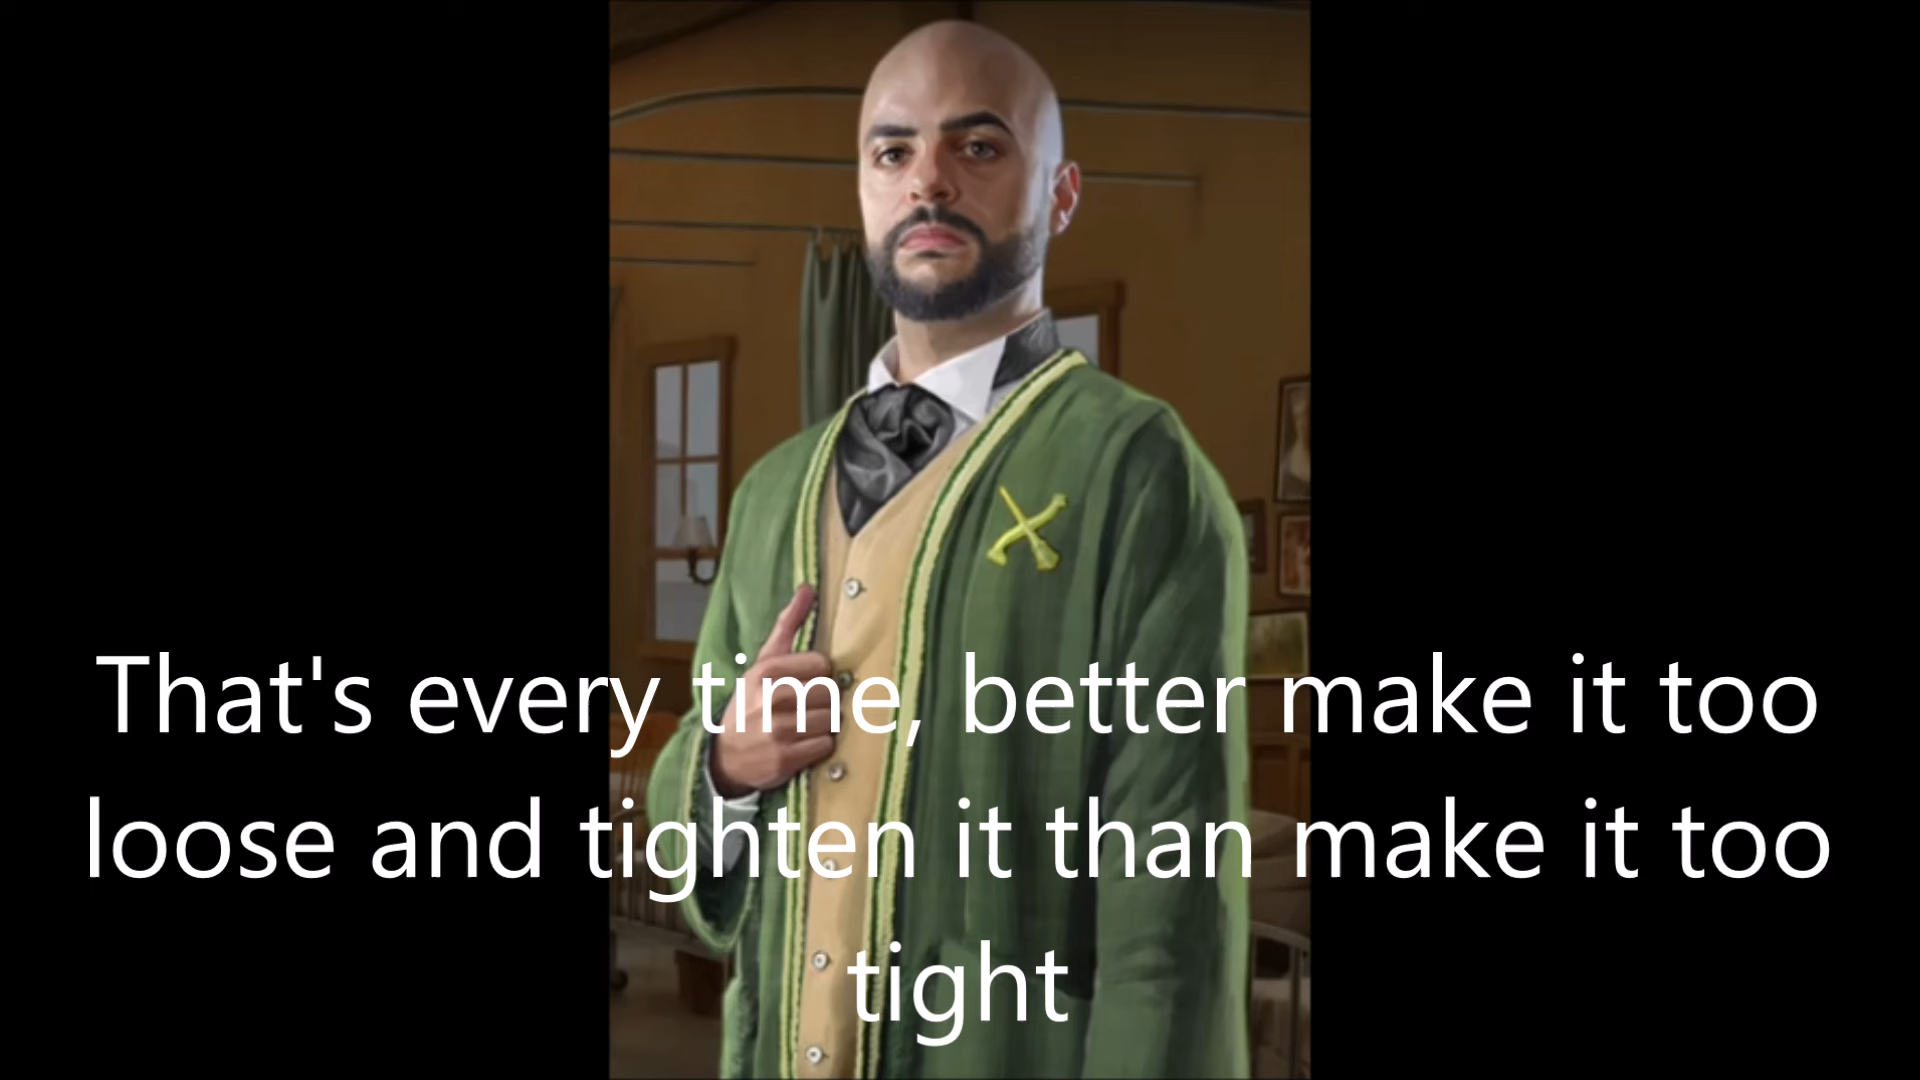 That's every time, better make it too
loose and tighten it than make it too
tight